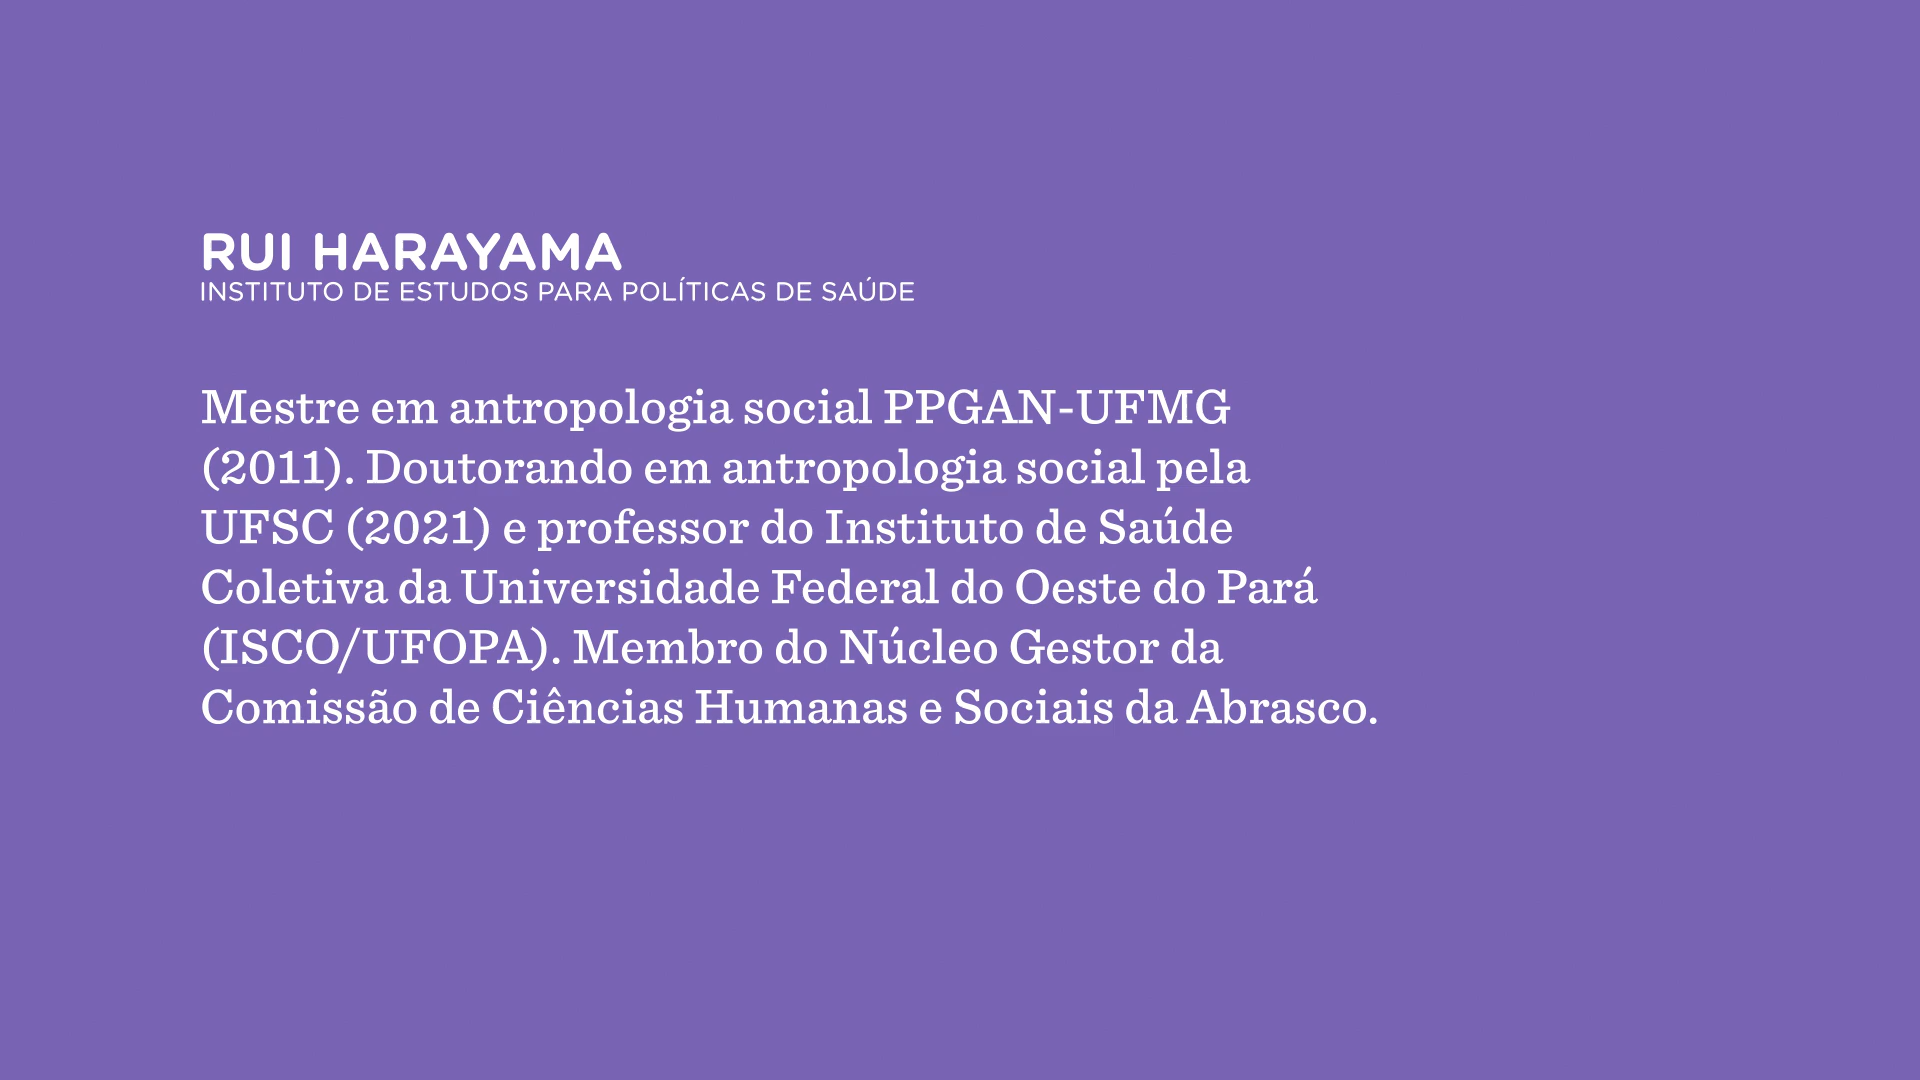 RUI HARAYAMA
INSTITUTO DE ESTUDOS PARA POLÍTICAS DE SAÚDE
Mestre em antropologia social PPGAN-UFMG
(2011). Doutorando em antropologia social pela
UFSC (2021) e professor do Instituto de Saúde
Coletiva da Universidade Federal do Oeste do Pará
(ISCO/UFOPA). Membro do Núcleo Gestor da
Comissão de Ciências Humanas e Sociais da Abrasco.